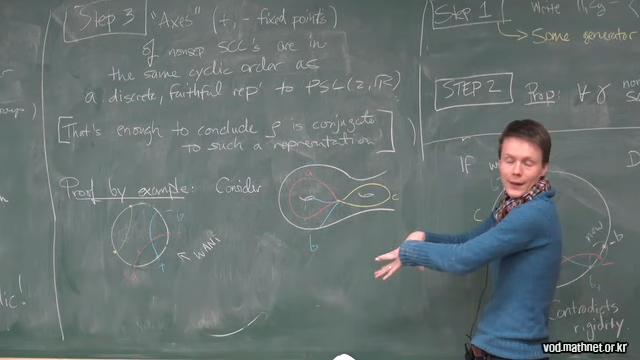 Step 3 "Axes" (+, - fixed points)
of nonsep SCC's are in
the same cyclic order as
a discrete, faithful rep' to PSL(2,R)
[That's enough to conclude ρ is conjugate
to such a representation]
Proof by example: Consider
a
c
b
b
a
+
WANT
Step 1 Write
Some generator
STEP 2 Prop: ∀ γ
IF
D
c
now
b
Contradicts
rigidity.
vod.mathnet.or.kr